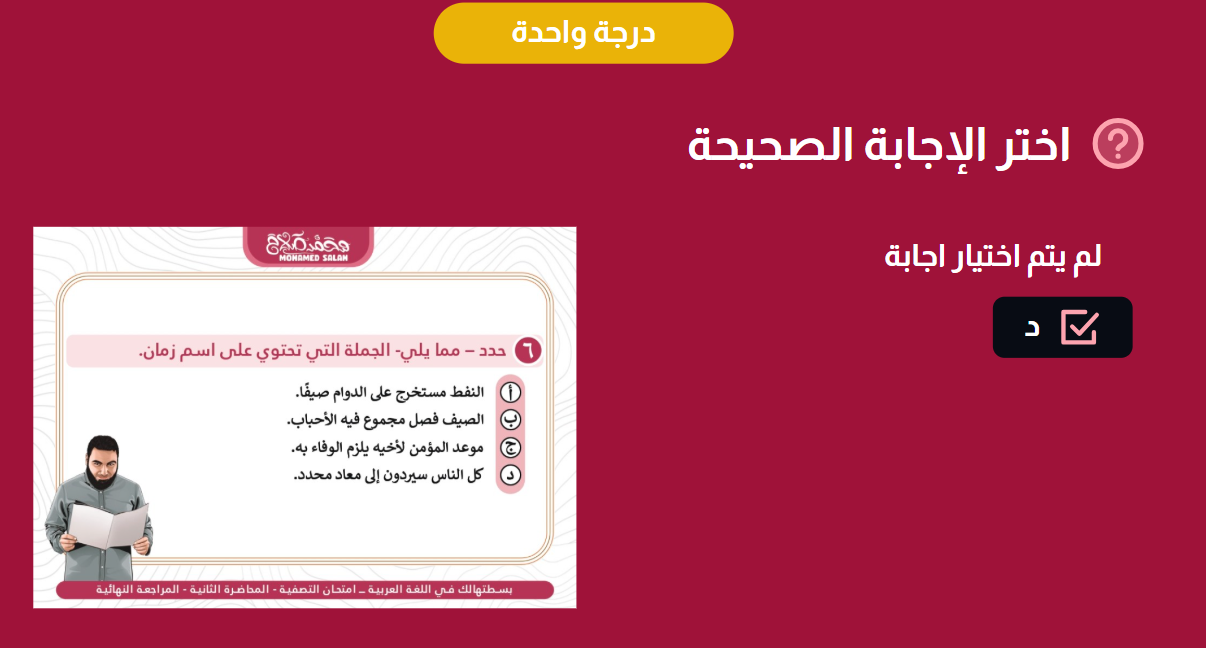 درجة واحدة
اختر الإجابة الصحيحة
لم يتم اختيار اجابة
د
محمد صلاح
MOHAMED SALAH
٦ حدد – مما يلي- الجملة التي تحتوي على اسم زمان.
أ النفط مستخرج على الدوام صيفًا.
ب الصيف فصل مجموع فيه الأحباب.
ج موعد المؤمن لأخيه يلزم الوفاء به.
د كل الناس سيردون إلى معاد محدد.
بسطتهالك في اللغة العربية – امتحان التصفية - المحاضرة الثانية - المراجعة النهائية